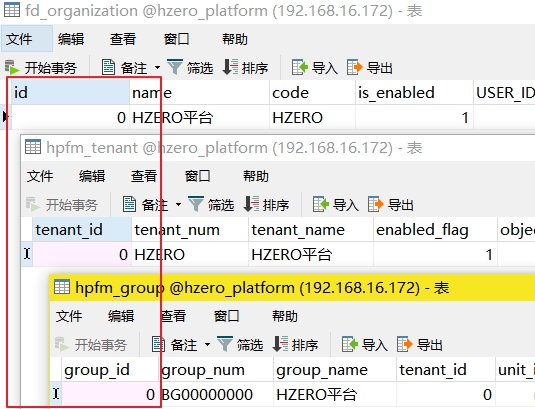 fd_organization @hzero_platform (192.168.16.172) - 表
文件 编辑 查看 窗口 帮助
开始事务 备注 筛选 排序 导入 导出
id name code is_enabled USER_ID
0 HZERO平台 HZERO 1
hpfm_tenant @hzero_platform (192.168.16.172) - 表
文件 编辑 查看 窗口 帮助
开始事务 备注 筛选 排序 导入 导出
tenant_id tenant_num tenant_name enabled_flag objec
0 HZERO HZERO平台 1
hpfm_group @hzero_platform (192.168.16.172) - 表
文件 编辑 查看 窗口 帮助
开始事务 备注 筛选 排序 导入 导出
group_id group_num group_name tenant_id unit_i
0 BG00000000 HZERO平台 0